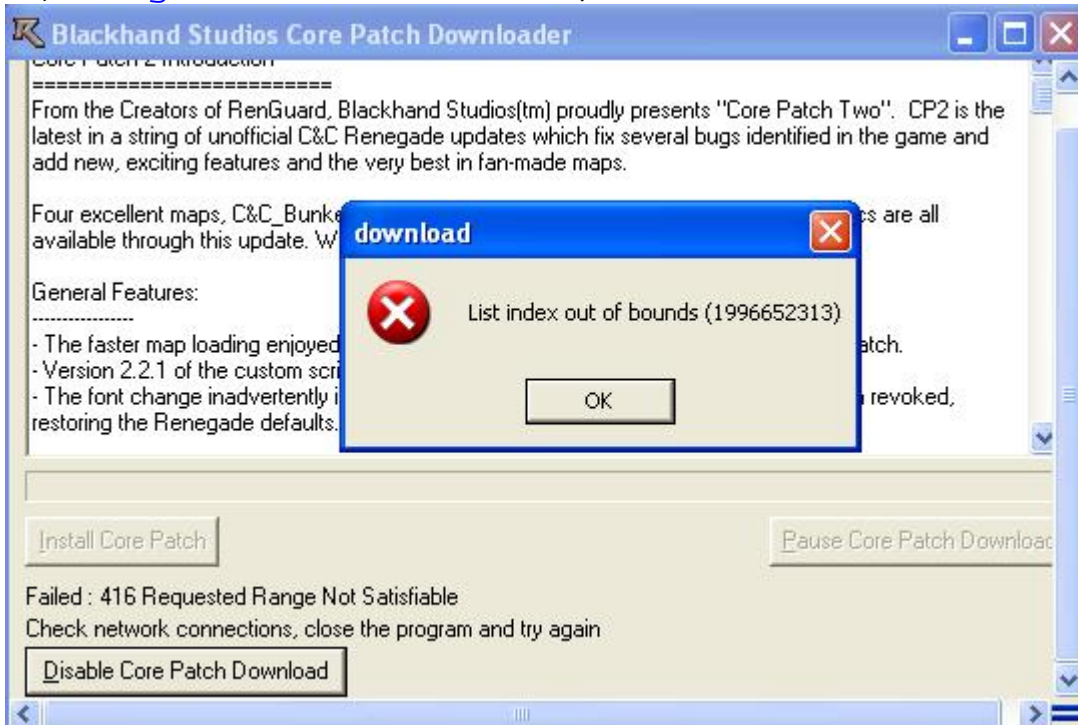 Blackhand Studios Core Patch Downloader
Core Patch 2 Introduction
==========================
From the Creators of RenGuard, Blackhand Studios(tm) proudly presents "Core Patch Two".  CP2 is the
latest in a string of unofficial C&C Renegade updates which fix several bugs identified in the game and
add new, exciting features and the very best in fan-made maps.
Four excellent maps, C&C_Bunke cs are all
available through this update. W
General Features:
----------------
- The faster map loading enjoyed atch.
- Version 2.2.1 of the custom scri
- The font change inadvertently i revoked,
restoring the Renegade defaults.
download
List index out of bounds (1996652313)
OK
Install Core Patch
Pause Core Patch Downloac
Failed : 416 Requested Range Not Satisfiable
Check network connections, close the program and try again
Disable Core Patch Download